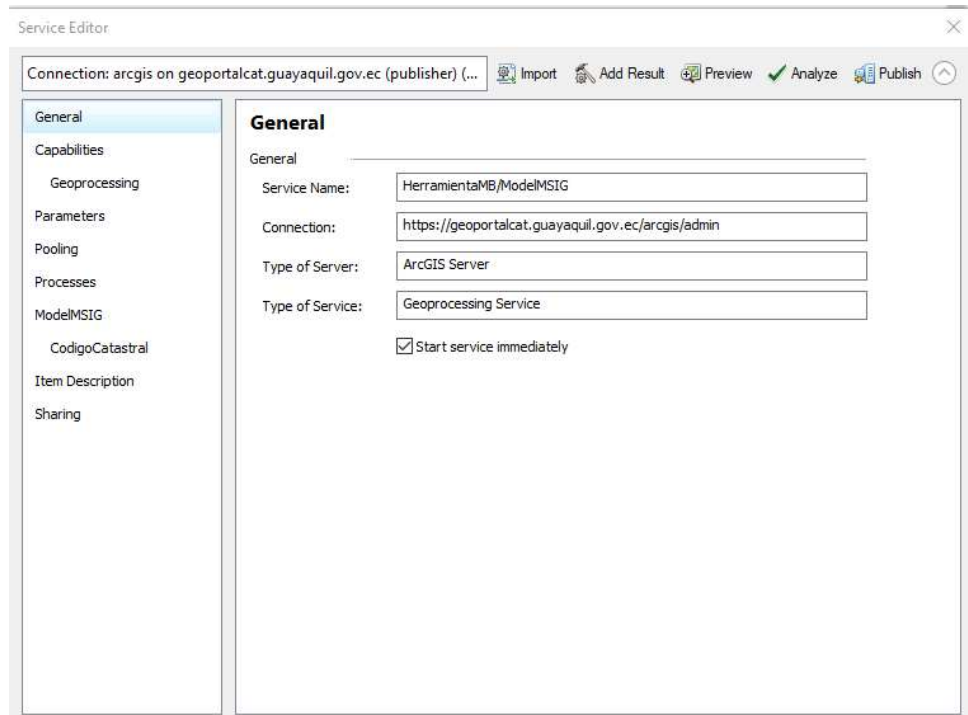 Service Editor
Connection: arcgis on geoportalcat.guayaquil.gov.ec (publisher) (...
Import
Add Result
Preview
Analyze
Publish
General
Capabilities
Geoprocessing
Parameters
Pooling
Processes
ModelMSIG
CodigoCatastral
Item Description
Sharing
General
General
Service Name: HerramientaMB/ModelMSIG
Connection: https://geoportalcat.guayaquil.gov.ec/arcgis/admin
Type of Server: ArcGIS Server
Type of Service: Geoprocessing Service
Start service immediately